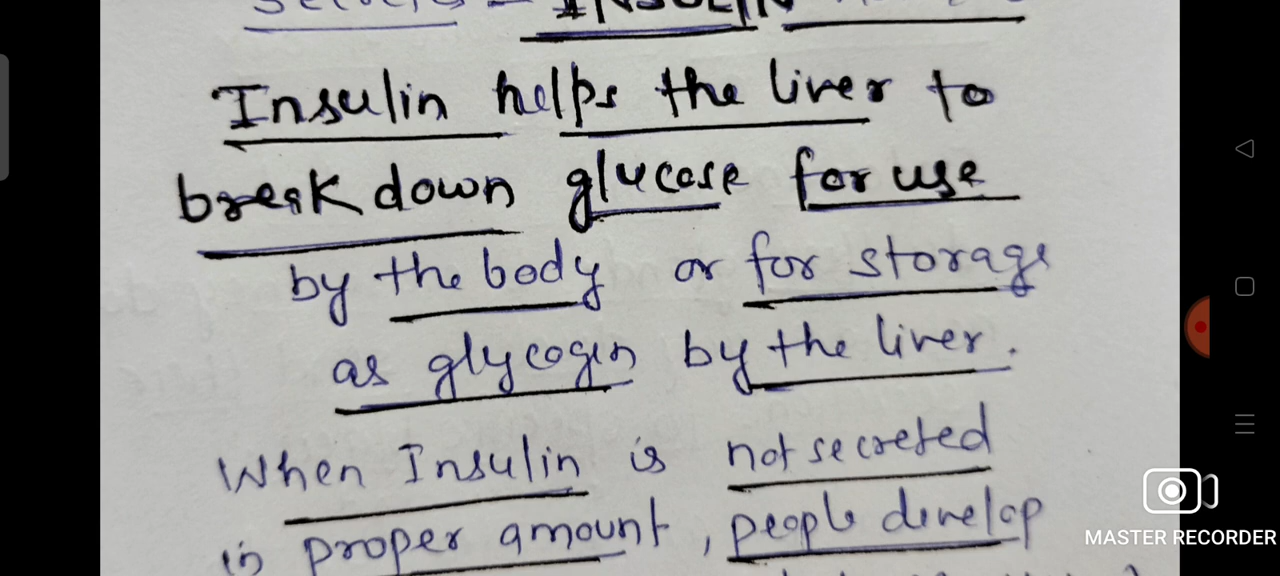 INSULIN
Insulin helps the liver to
break down glucose for use
by the body or for storage
as glycogen by the liver.
When Insulin is not secreted
in proper amount, people develop
MASTER RECORDER